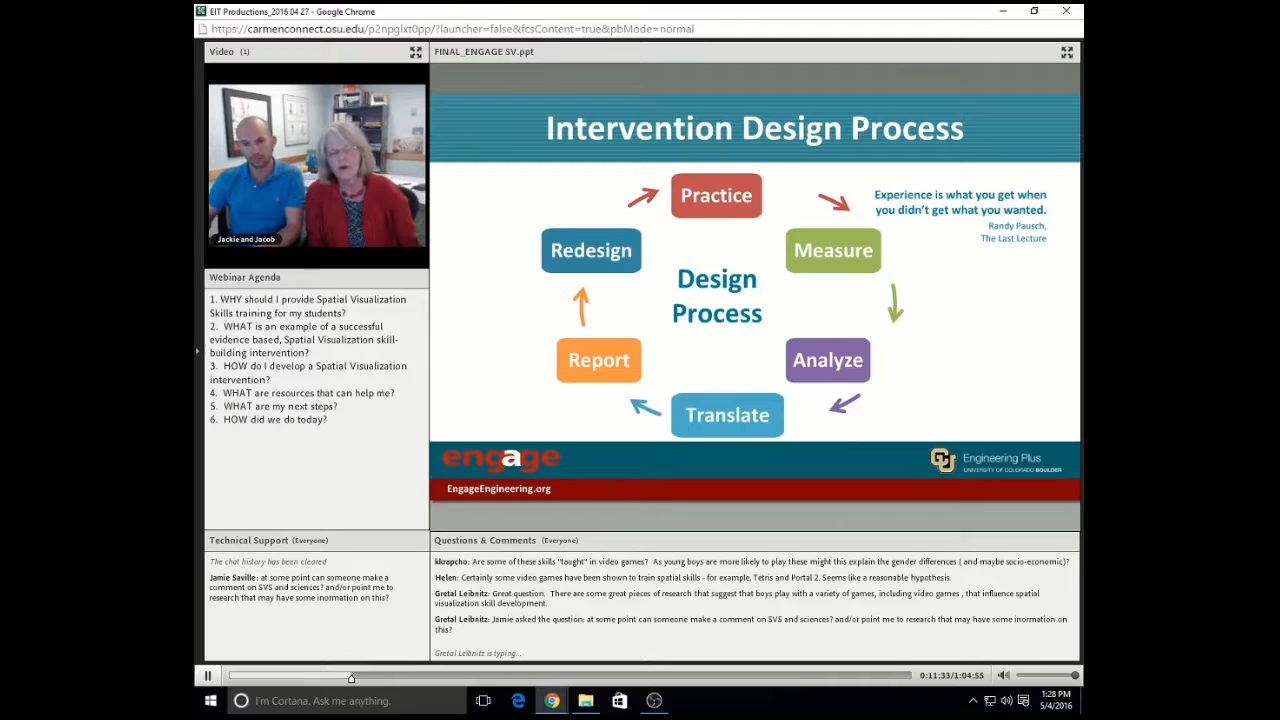 EIT Productions_2016 04 27 - Google Chrome
https://carmenconnect.osu.edu/p2npglxt0pp/?launcher=false&fcsContent=true&pbMode=normal
Video (1)
FINAL_ENGAGE SV.ppt
Jackie and Jacob
Webinar Agenda
1. WHY should I provide Spatial Visualization
Skills training for my students?
2. WHAT is an example of a successful
evidence based, Spatial Visualization skill-
building intervention?
3. HOW do I develop a Spatial Visualization
intervention?
4. WHAT are resources that can help me?
5. WHAT are my next steps?
6. HOW did we do today?
Intervention Design Process
Practice
Experience is what you get when
you didn't get what you wanted.
Randy Pausch,
The Last Lecture
Redesign
Measure
Design
Process
Report
Analyze
Translate
engage
CU
Engineering Plus
UNIVERSITY OF COLORADO BOULDER
EngageEngineering.org
Technical Support (Everyone)
The chat history has been cleared
Jamie Saville: at some point can someone make a
comment on SVS and sciences? and/or point me to
research that may have some inormation on this?
Questions & Comments (Everyone)
kkrapcho: Are some of these skills "taught" in video games? As young boys are more likely to play these might this explain the gender differences ( and maybe socio-economic)?
Helen: Certainly some video games have been shown to train spatial skills - for example, Tetris and Portal 2. Seems like a reasonable hypothesis.
Gretal Leibnitz: Great question. There are some great pieces of research that suggest that boys play with a variety of games, including video games , that influence spatial
visualization skill development.
Gretal Leibnitz: Jamie asked the question: at some point can someone make a comment on SVS and sciences? and/or point me to research that may have some inormation on
this?
Gretal Leibnitz is typing...
0:11:33/1:04:55
I'm Cortana. Ask me anything.
1:28 PM
5/4/2016